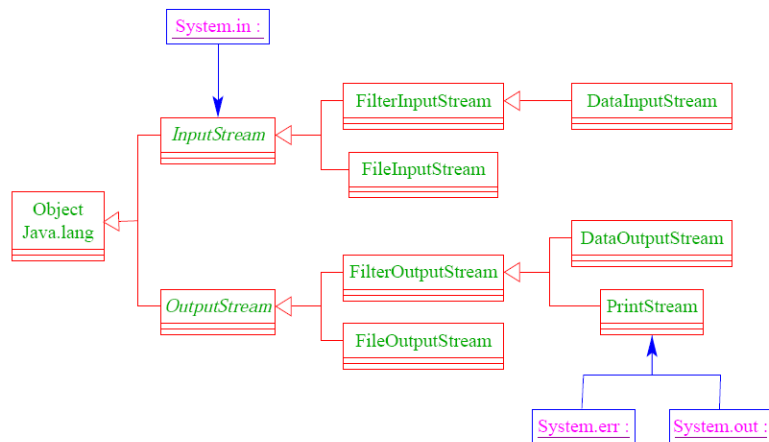 System.in :
FilterInputStream
DataInputStream
InputStream
FileInputStream
Object
Java.lang
DataOutputStream
FilterOutputStream
OutputStream
PrintStream
FileOutputStream
System.err :
System.out :